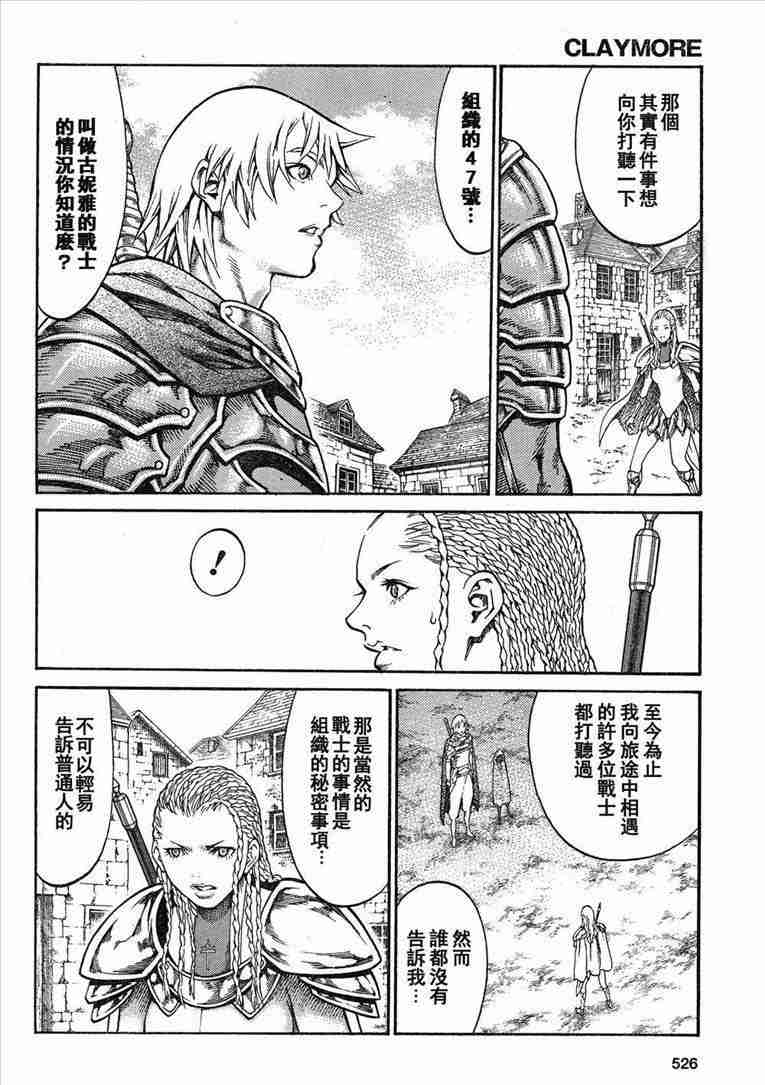 CLAYMORE
那個
其實有件事想
向你打聽一下
組織的47號…
叫做古妮雅的戰士
的情況你知道麼?
!
至今為止
我向旅途中相遇
的許多位戰士
都打聽過
然而
誰都沒有
告訴我…
那是當然的
戰士的事情是
組織的秘密事項…
不可以輕易
告訴普通人的
526